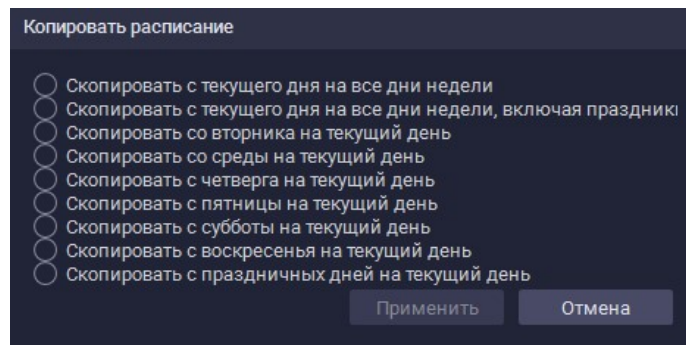 Копировать расписание
Скопировать с текущего дня на все дни недели
Скопировать с текущего дня на все дни недели, включая праздники
Скопировать со вторника на текущий день
Скопировать со среды на текущий день
Скопировать с четверга на текущий день
Скопировать с пятницы на текущий день
Скопировать с субботы на текущий день
Скопировать с воскресенья на текущий день
Скопировать с праздничных дней на текущий день
Применить Отмена